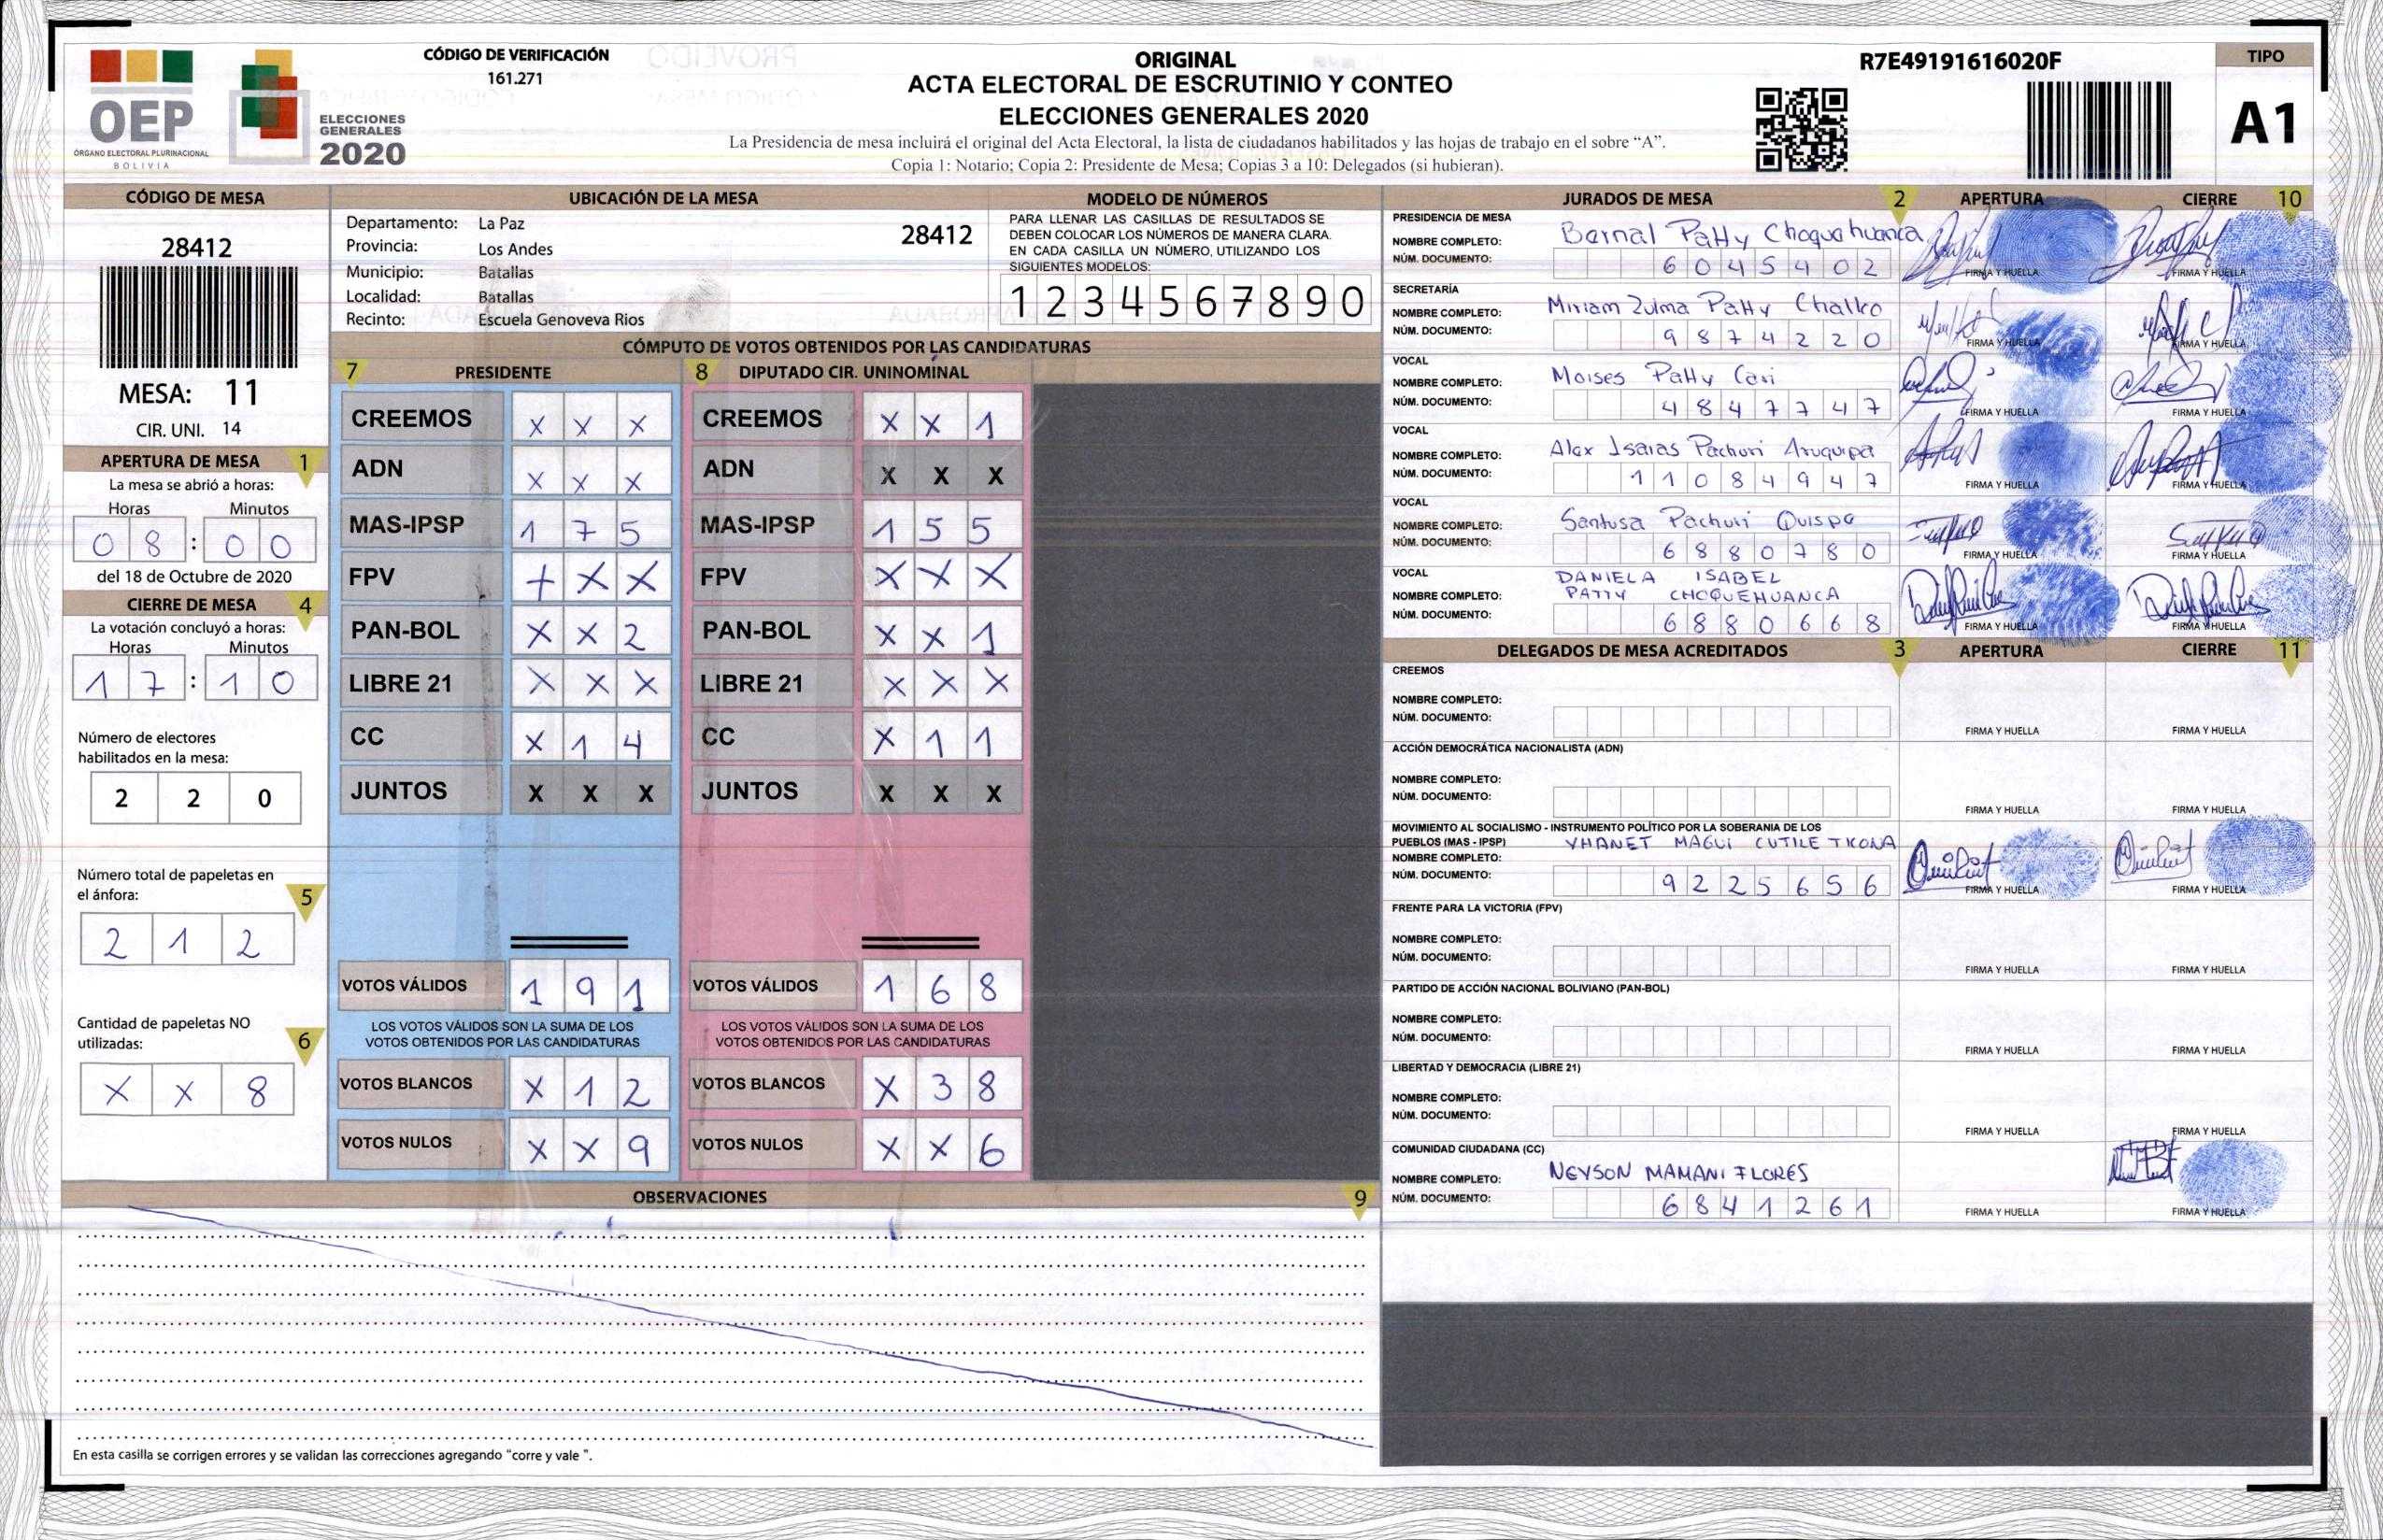 OEP
ÓRGANO ELECTORAL PLURINACIONAL
BOLIVIA
ELECCIONES
GENERALES
2020
CÓDIGO DE VERIFICACIÓN
161.271
ORIGINAL
ACTA ELECTORAL DE ESCRUTINIO Y CONTEO
ELECCIONES GENERALES 2020
La Presidencia de mesa incluirá el original del Acta Electoral, la lista de ciudadanos habilitados y las hojas de trabajo en el sobre “A”.
Copia 1: Notario; Copia 2: Presidente de Mesa; Copias 3 a 10: Delegados (si hubieran).
R7E49191616020F
TIPO
A1
CÓDIGO DE MESA
28412
MESA: 11
CIR. UNI. 14
APERTURA DE MESA 1
La mesa se abrió a horas:
Horas Minutos
0 8 : 0 0
del 18 de Octubre de 2020
CIERRE DE MESA 4
La votación concluyó a horas:
Horas Minutos
1 7 : 1 0
Número de electores
habilitados en la mesa:
2 2 0
Número total de papeletas en
el ánfora: 5
2 1 2
Cantidad de papeletas NO
utilizadas: 6
X X 8
UBICACIÓN DE LA MESA
Departamento: La Paz
Provincia: Los Andes
Municipio: Batallas
Localidad: Batallas
Recinto: Escuela Genoveva Rios
28412
MODELO DE NÚMEROS
PARA LLENAR LAS CASILLAS DE RESULTADOS SE
DEBEN COLOCAR LOS NÚMEROS DE MANERA CLARA.
EN CADA CASILLA UN NÚMERO, UTILIZANDO LOS
SIGUIENTES MODELOS:
1 2 3 4 5 6 7 8 9 0
CÓMPUTO DE VOTOS OBTENIDOS POR LAS CANDIDATURAS
7 PRESIDENTE 8 DIPUTADO CIR. UNINOMINAL
CREEMOS X X X CREEMOS X X 1
ADN X X X ADN X X X
MAS-IPSP 1 7 5 MAS-IPSP 1 5 5
FPV X X X FPV X X X
PAN-BOL X X 2 PAN-BOL X X 1
LIBRE 21 X X X LIBRE 21 X X X
CC X 1 4 CC X 1 1
JUNTOS X X X JUNTOS X X X
VOTOS VÁLIDOS 1 9 1 VOTOS VÁLIDOS 1 6 8
LOS VOTOS VÁLIDOS SON LA SUMA DE LOS LOS VOTOS VÁLIDOS SON LA SUMA DE LOS
VOTOS OBTENIDOS POR LAS CANDIDATURAS VOTOS OBTENIDOS POR LAS CANDIDATURAS
VOTOS BLANCOS X 1 2 VOTOS BLANCOS X 3 8
VOTOS NULOS X X 9 VOTOS NULOS X X 6
OBSERVACIONES 9
En esta casilla se corrigen errores y se validan las correcciones agregando “corre y vale ”.
JURADOS DE MESA 2 APERTURA CIERRE 10
PRESIDENCIA DE MESA
NOMBRE COMPLETO: Bernal Patty Choquehuanca
NÚM. DOCUMENTO: 6 0 4 5 4 0 2
FIRMA Y HUELLA FIRMA Y HUELLA
SECRETARÍA
NOMBRE COMPLETO: Miriam Zulma Patty Chalko
NÚM. DOCUMENTO: 9 8 7 4 2 2 0
FIRMA Y HUELLA FIRMA Y HUELLA
VOCAL
NOMBRE COMPLETO: Moises Patty Cari
NÚM. DOCUMENTO: 4 8 4 7 7 4 7
FIRMA Y HUELLA FIRMA Y HUELLA
VOCAL
NOMBRE COMPLETO: Alex Isaias Pachuri Aruquipa
NÚM. DOCUMENTO: 1 1 0 8 4 9 4 7
FIRMA Y HUELLA FIRMA Y HUELLA
VOCAL
NOMBRE COMPLETO: Santusa Pachuri Quispe
NÚM. DOCUMENTO: 6 8 8 0 7 8 0
FIRMA Y HUELLA FIRMA Y HUELLA
VOCAL
DANIELA ISABEL
NOMBRE COMPLETO: PATTY CHOQUEHUANCA
NÚM. DOCUMENTO: 6 8 8 0 6 6 8
FIRMA Y HUELLA FIRMA Y HUELLA
DELEGADOS DE MESA ACREDITADOS 3 APERTURA CIERRE 11
CREEMOS
NOMBRE COMPLETO:
NÚM. DOCUMENTO:
FIRMA Y HUELLA FIRMA Y HUELLA
ACCIÓN DEMOCRÁTICA NACIONALISTA (ADN)
NOMBRE COMPLETO:
NÚM. DOCUMENTO:
FIRMA Y HUELLA FIRMA Y HUELLA
MOVIMIENTO AL SOCIALISMO - INSTRUMENTO POLÍTICO POR LA SOBERANIA DE LOS
PUEBLOS (MAS - IPSP) YHANET MAGUI CUTILE TICONA
NOMBRE COMPLETO:
NÚM. DOCUMENTO: 9 2 2 5 6 5 6
FIRMA Y HUELLA FIRMA Y HUELLA
FRENTE PARA LA VICTORIA (FPV)
NOMBRE COMPLETO:
NÚM. DOCUMENTO:
FIRMA Y HUELLA FIRMA Y HUELLA
PARTIDO DE ACCIÓN NACIONAL BOLIVIANO (PAN-BOL)
NOMBRE COMPLETO:
NÚM. DOCUMENTO:
FIRMA Y HUELLA FIRMA Y HUELLA
LIBERTAD Y DEMOCRACIA (LIBRE 21)
NOMBRE COMPLETO:
NÚM. DOCUMENTO:
FIRMA Y HUELLA FIRMA Y HUELLA
COMUNIDAD CIUDADANA (CC)
NOMBRE COMPLETO: NEYSON MAMANI FLORES
NÚM. DOCUMENTO: 6 8 4 1 2 6 1
FIRMA Y HUELLA FIRMA Y HUELLA